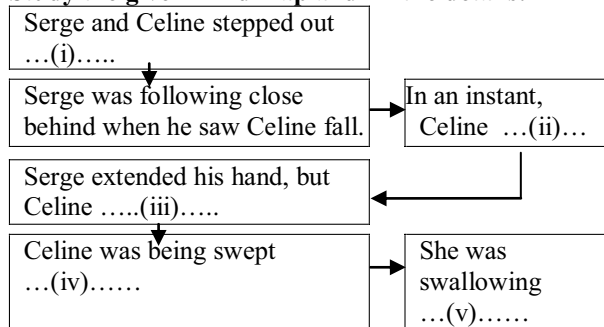 Serge and Celine stepped out
…(i)…..
Serge was following close
behind when he saw Celine fall.
In an instant,
Celine …(ii)…
Serge extended his hand, but
Celine …..(iii)…..
Celine was being swept
…(iv)……
She was
swallowing
…(v)……